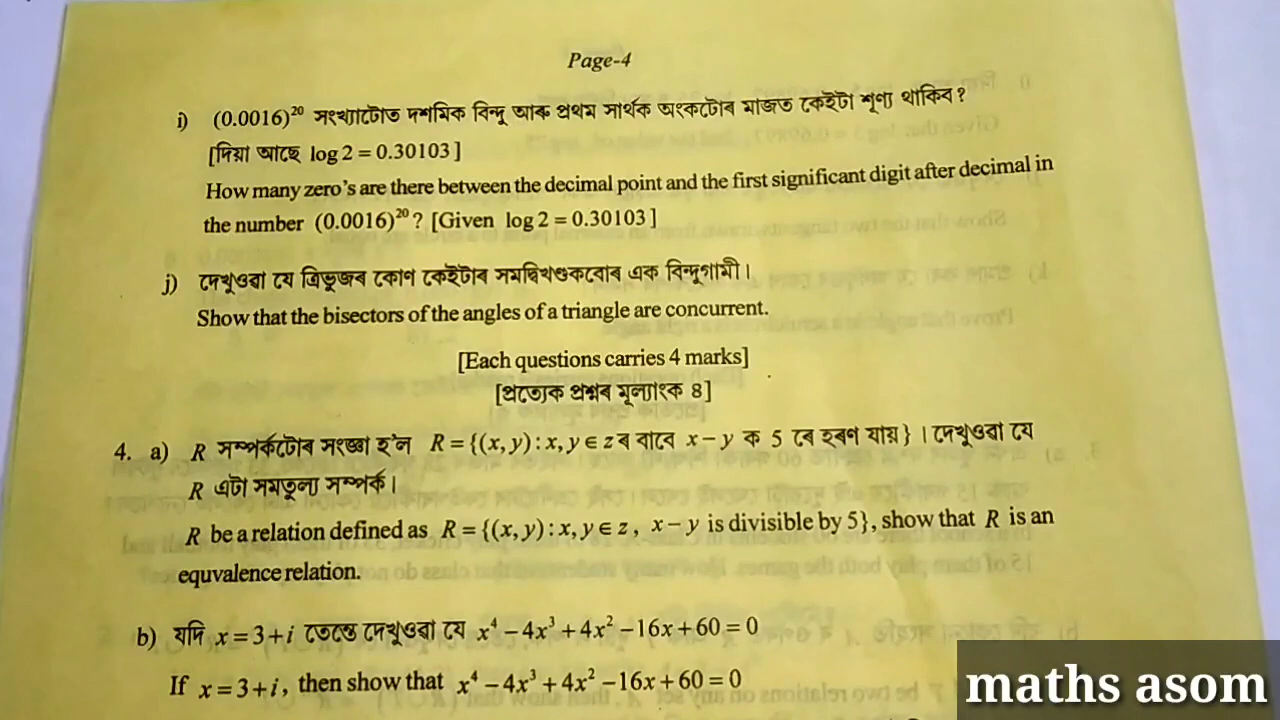 Page-4
i) (0.0016)²⁰ সংখ্যাটোত দশমিক বিন্দু আৰু প্ৰথম সাৰ্থক অংকটোৰ মাজত কেইটা শূণ্য থাকিব?
[দিয়া আছে log 2 = 0.30103]
How many zero's are there between the decimal point and the first significant digit after decimal in
the number (0.0016)²⁰? [Given log 2 = 0.30103]
j) দেখুওৱা যে ত্ৰিভুজৰ কোণ কেইটাৰ সমদ্বিখণ্ডকবোৰ এক বিন্দুগামী।
Show that the bisectors of the angles of a triangle are concurrent.
[Each questions carries 4 marks]
[প্ৰত্যেক প্ৰশ্নৰ মূল্যাংক ৪]
4. a) R সম্পৰ্কটোৰ সংজ্ঞা হ'ল R = {(x, y) : x, y ∈ z ৰ বাবে x − y ক 5 ৰে হৰণ যায়}। দেখুওৱা যে
R এটা সমতুল্য সম্পৰ্ক।
R be a relation defined as R = {(x, y) : x, y ∈ z, x − y is divisible by 5}, show that R is an
equvalence relation.
b) যদি x = 3 + i তেন্তে দেখুওৱা যে x⁴ − 4x³ + 4x² − 16x + 60 = 0
If x = 3 + i, then show that x⁴ − 4x³ + 4x² − 16x + 60 = 0
maths asom